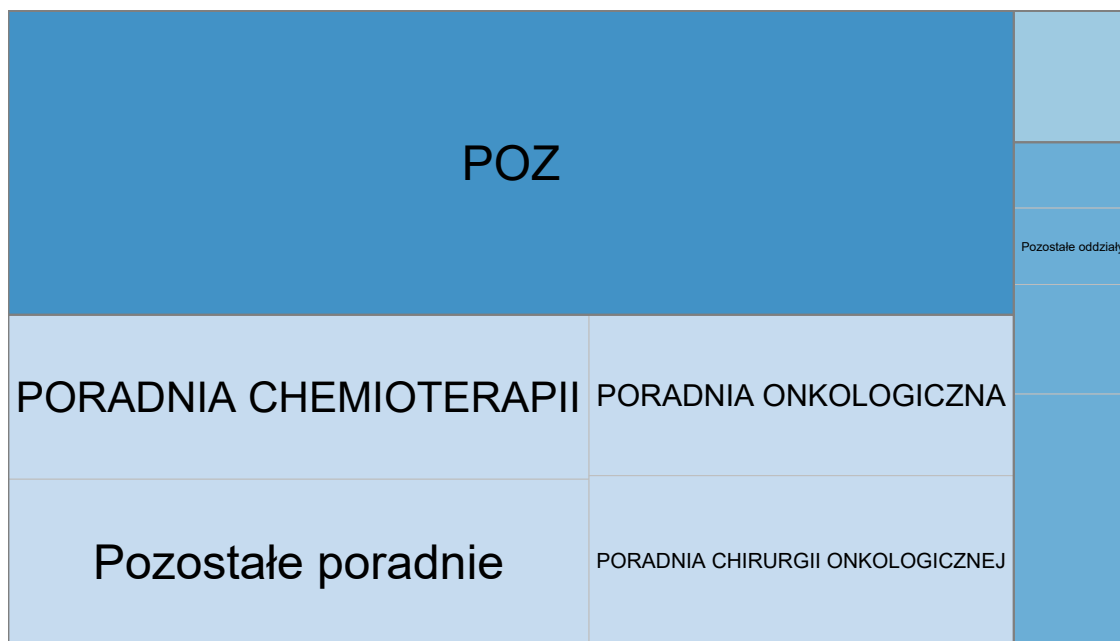 POZ
Pozostałe oddziały
PORADNIA CHEMIOTERAPII
PORADNIA ONKOLOGICZNA
Pozostałe poradnie
PORADNIA CHIRURGII ONKOLOGICZNEJ